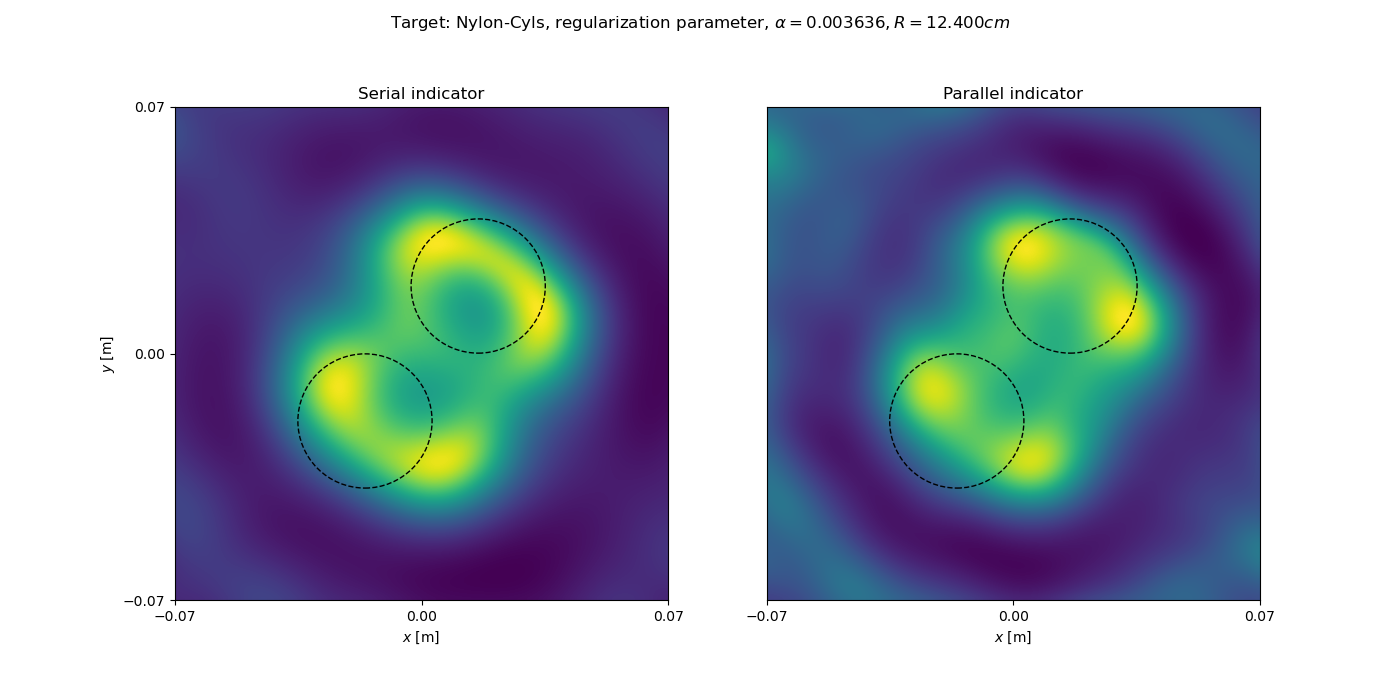 Target: Nylon-Cyls, regularization parameter, α = 0.003636, R = 12.400cm
Serial indicator
Parallel indicator
0.07
0.00
−0.07
y [m]
−0.07
0.00
0.07
x [m]
−0.07
0.00
0.07
x [m]